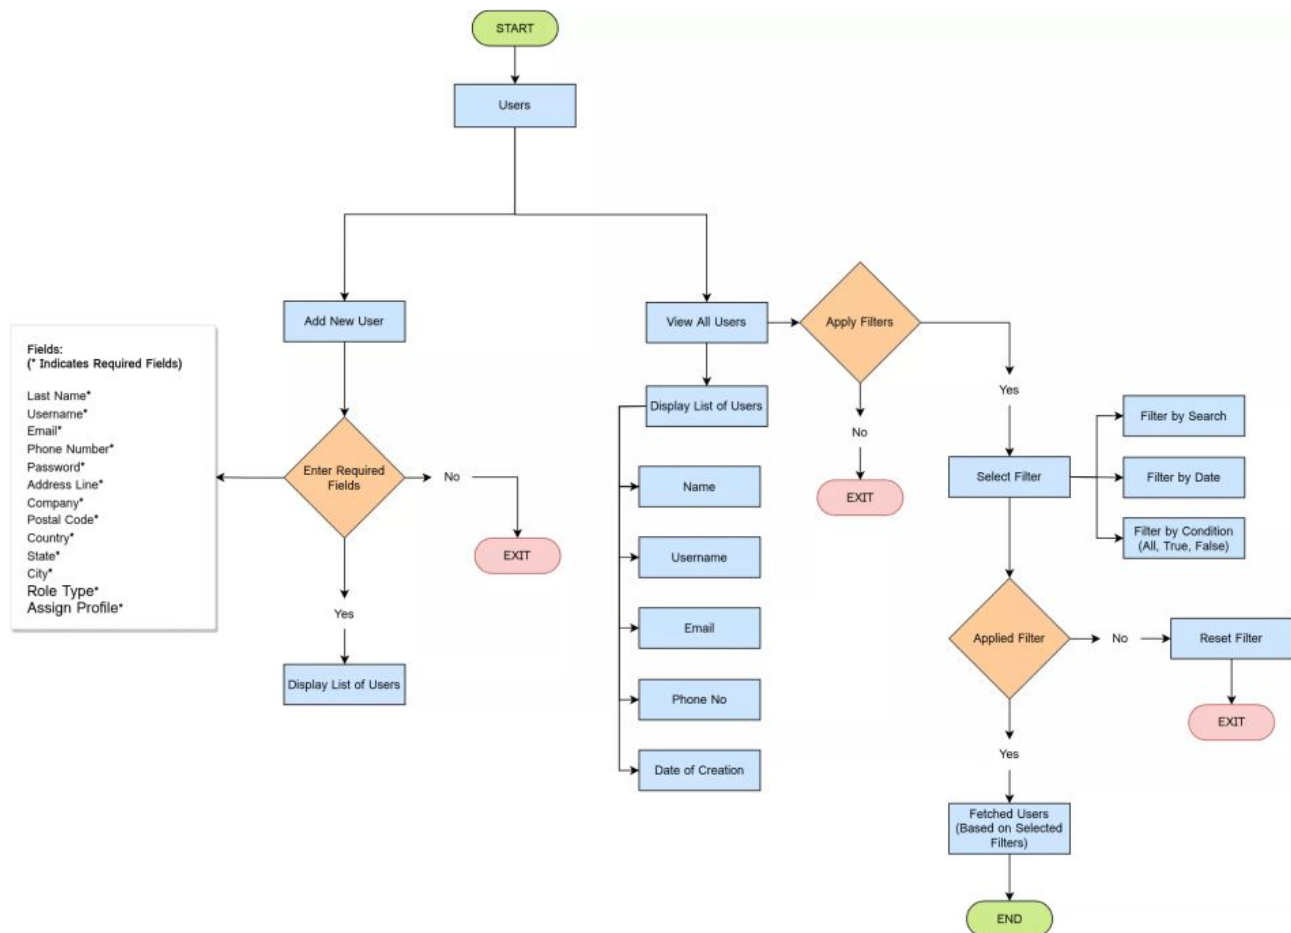 START
Users
Add New User
View All Users
Apply Filters
Fields:
(* Indicates Required Fields)
Last Name*
Username*
Email*
Phone Number*
Password*
Address Line*
Company*
Postal Code*
Country*
State*
City*
Role Type*
Assign Profile*
Enter Required
Fields
No
EXIT
Yes
Display List of Users
Display List of Users
Name
Username
Email
Phone No
Date of Creation
No
EXIT
Yes
Select Filter
Filter by Search
Filter by Date
Filter by Condition
(All, True, False)
Applied Filter
No
Reset Filter
EXIT
Yes
Fetched Users
(Based on Selected
Filters)
END